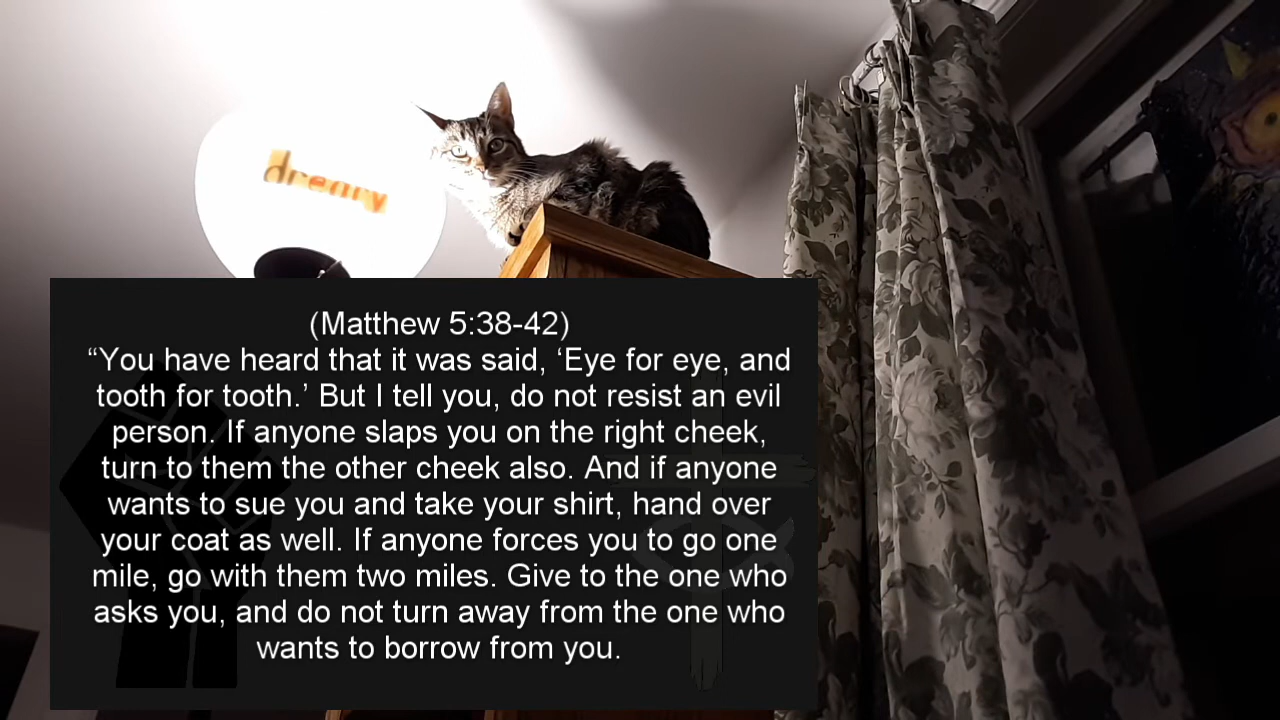 dreary
(Matthew 5:38-42)
“You have heard that it was said, ‘Eye for eye, and
tooth for tooth.’ But I tell you, do not resist an evil
person. If anyone slaps you on the right cheek,
turn to them the other cheek also. And if anyone
wants to sue you and take your shirt, hand over
your coat as well. If anyone forces you to go one
mile, go with them two miles. Give to the one who
asks you, and do not turn away from the one who
wants to borrow from you.